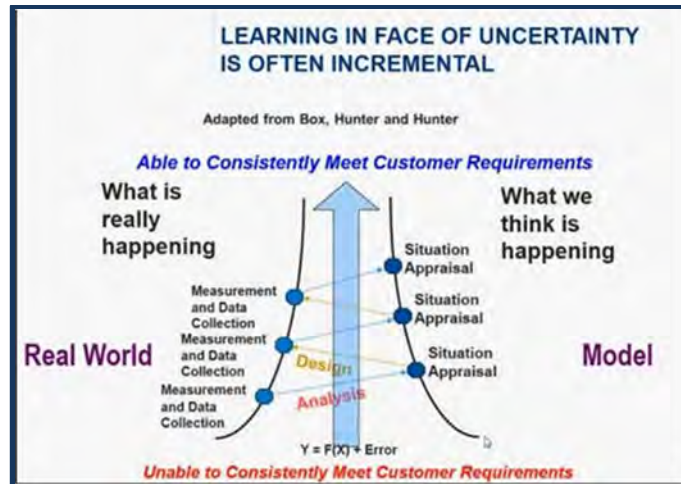 LEARNING IN FACE OF UNCERTAINTY
IS OFTEN INCREMENTAL
Adapted from Box, Hunter and Hunter
Able to Consistently Meet Customer Requirements
What is
really
happening
What we
think is
happening
Situation
Appraisal
Measurement
and Data
Collection
Situation
Appraisal
Real World
Measurement
and Data
Collection
Design
Situation
Appraisal
Model
Measurement
and Data
Collection
Analysis
Y = F(X) + Error
Unable to Consistently Meet Customer Requirements